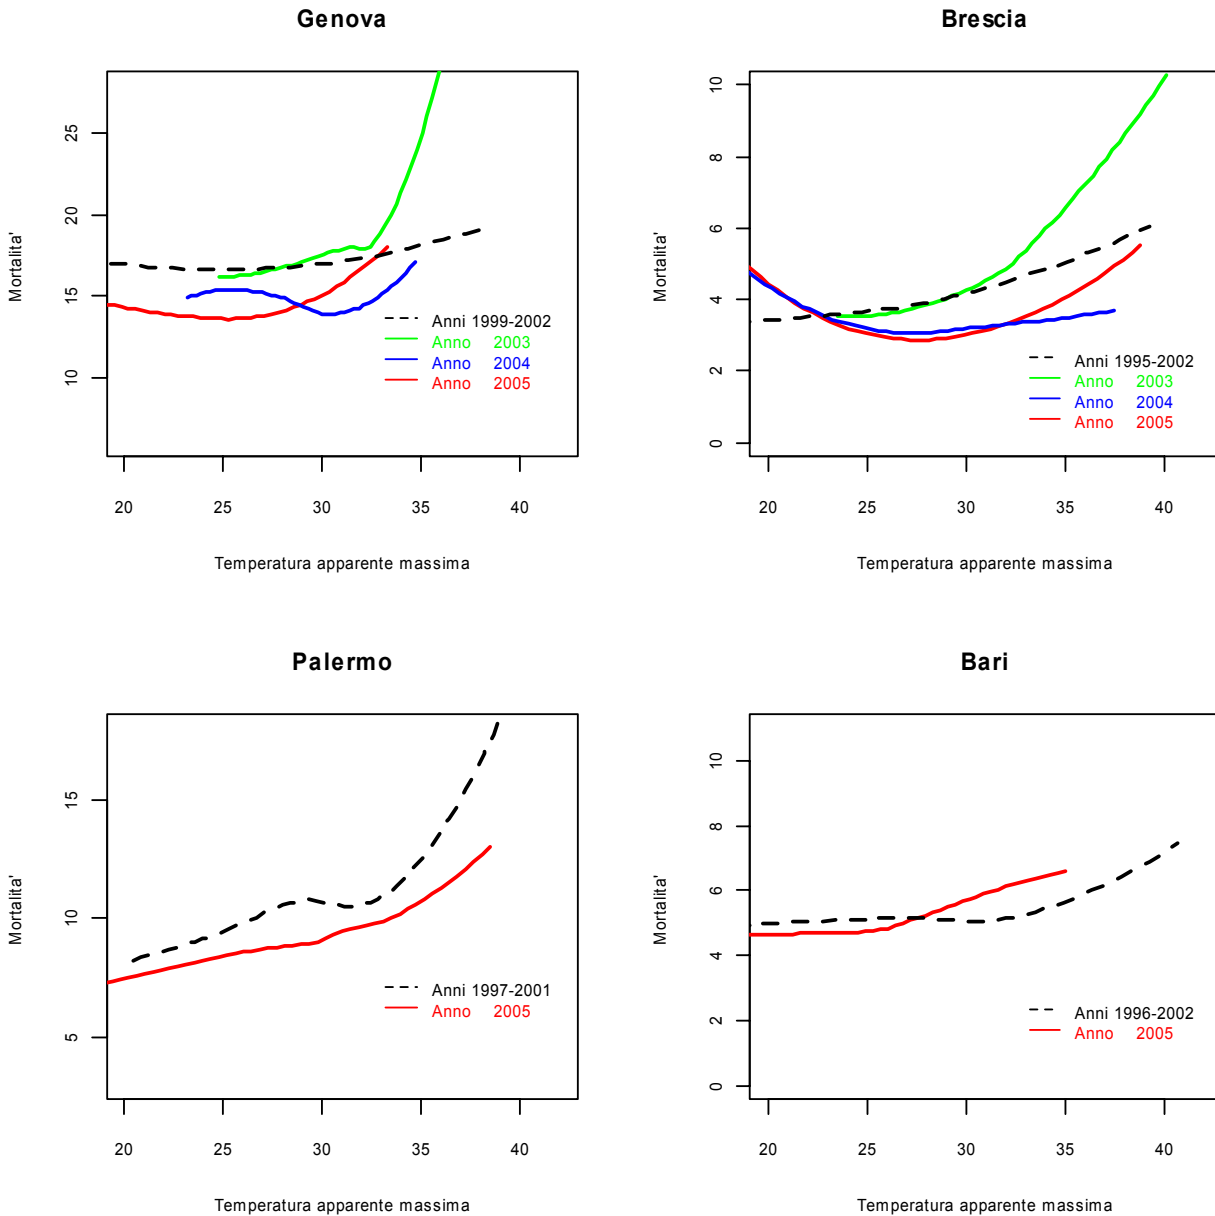 Genova
Mortalita'
25
20
15
10
Anni 1999-2002
Anno 2003
Anno 2004
Anno 2005
20 25 30 35 40
Temperatura apparente massima
Brescia
Mortalita'
10
8
6
4
2
0
Anni 1995-2002
Anno 2003
Anno 2004
Anno 2005
20 25 30 35 40
Temperatura apparente massima
Palermo
Mortalita'
15
10
5
Anni 1997-2001
Anno 2005
20 25 30 35 40
Temperatura apparente massima
Bari
Mortalita'
10
8
6
4
2
0
Anni 1996-2002
Anno 2005
20 25 30 35 40
Temperatura apparente massima